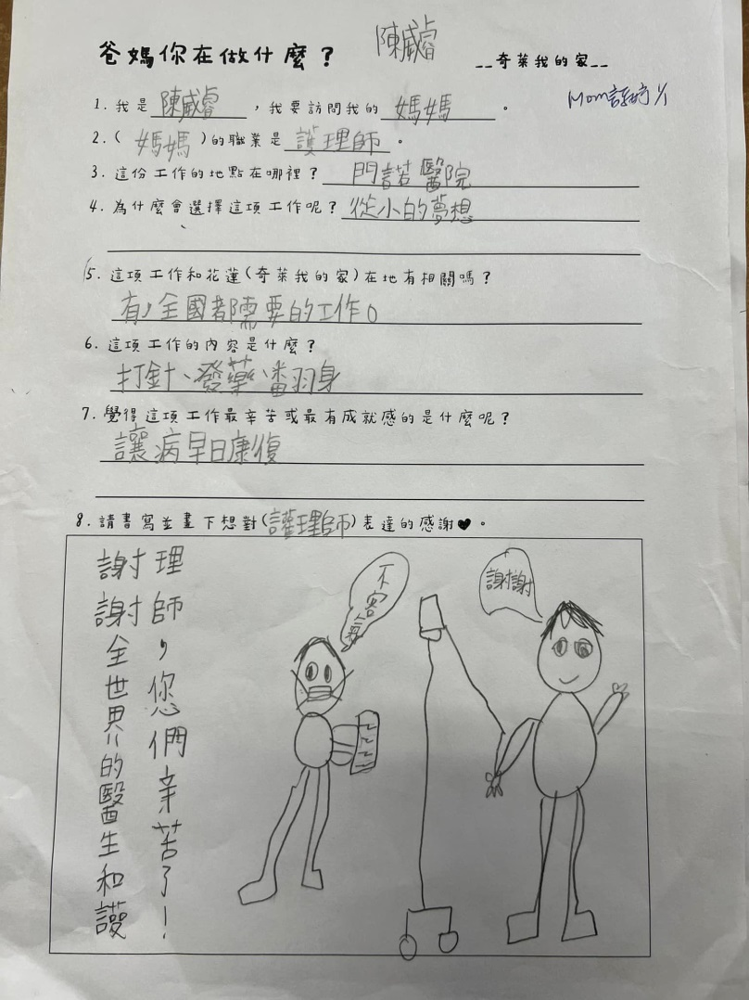 爸媽你在做什麼？
陳威睿
__奇萊我的家__
1. 我是 陳威睿 ，我要訪問我的 媽媽 。
2.( 媽媽 )的職業是 護理師 。
3. 這份工作的地點在哪裡？ 門諾醫院
4. 為什麼會選擇這項工作呢？ 從小的夢想
5. 這項工作和花蓮(奇萊我的家)在地有相關嗎？
有，全國都需要的工作。
6. 這項工作的內容是什麼？
打針、發藥、潘羽身
7. 覺得這項工作最辛苦或最有成就感的是什麼呢？
讓病早日康復
8. 請書寫並畫下想對(護理師)表達的感謝♥。
謝謝全世界的醫生和護
理師，您們辛苦了！
不客氣
謝謝